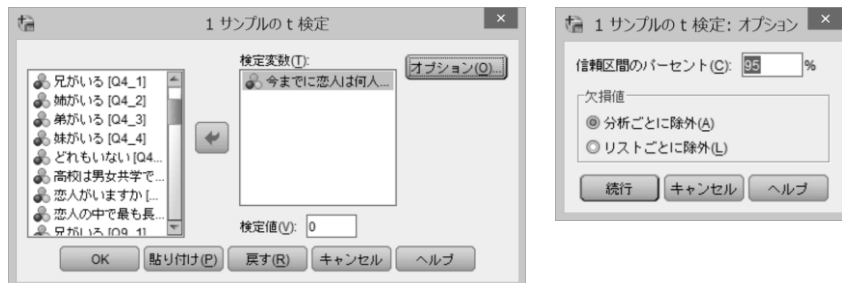 1 サンプルの t 検定
兄がいる [Q4_1]
姉がいる [Q4_2]
弟がいる [Q4_3]
妹がいる [Q4_4]
どれもいない [Q4...
高校は男女共学で...
恋人がいますか [...
恋人の中で最も長...
兄がいる [Q9_1]
検定変数(T):
今までに恋人は何人...
オプション(O)...
検定値(V): 0
OK
貼り付け(P)
戻す(R)
キャンセル
ヘルプ
1 サンプルの t 検定: オプション
信頼区間のパーセント(C): 95 %
欠損値
分析ごとに除外(A)
リストごとに除外(L)
続行
キャンセル
ヘルプ